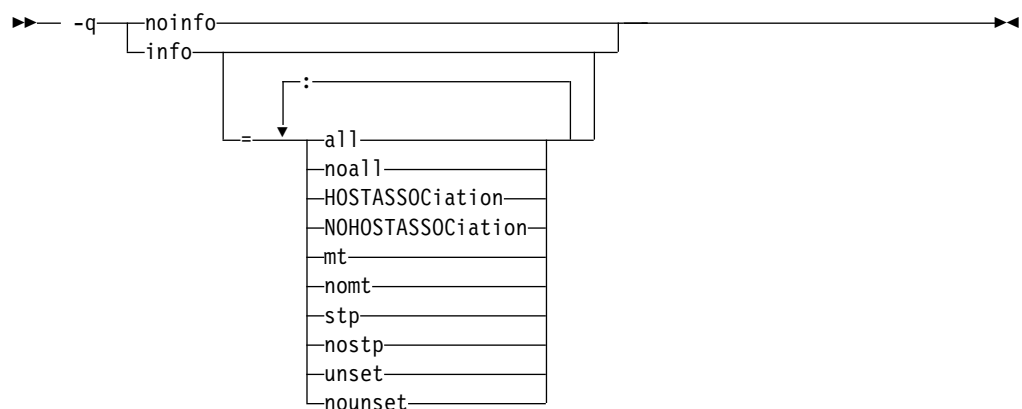 -q noinfo
info
:
= all
noall
HOSTASSOCiation
NOHOSTASSOCiation
mt
nomt
stp
nostp
unset
nounset